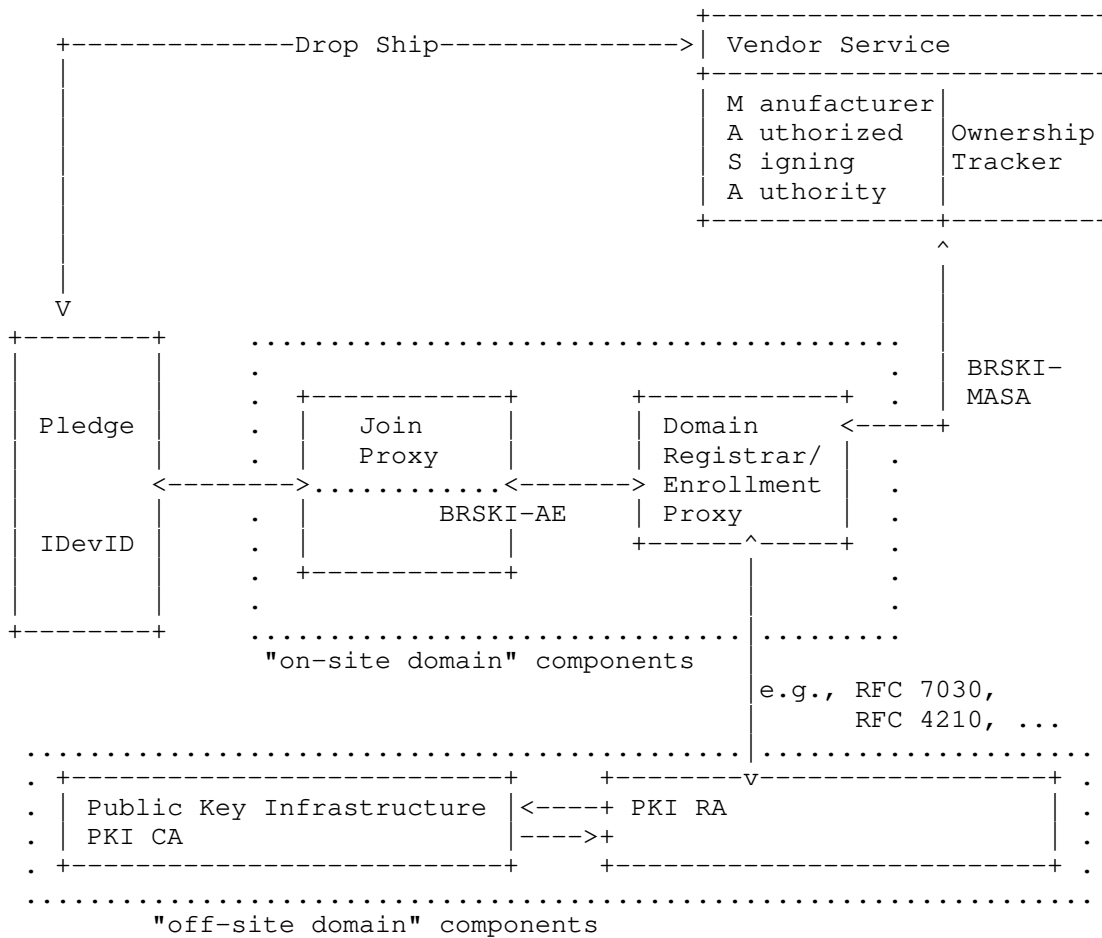 Drop Ship
Vendor Service
M anufacturer
A uthorized
Ownership
S igning
Tracker
A uthority
V
BRSKI-
MASA
Pledge
Join
Domain
Proxy
Registrar/
Enrollment
BRSKI-AE
Proxy
IDevID
"on-site domain" components
e.g., RFC 7030,
RFC 4210, ...
v
Public Key Infrastructure
PKI RA
PKI CA
"off-site domain" components